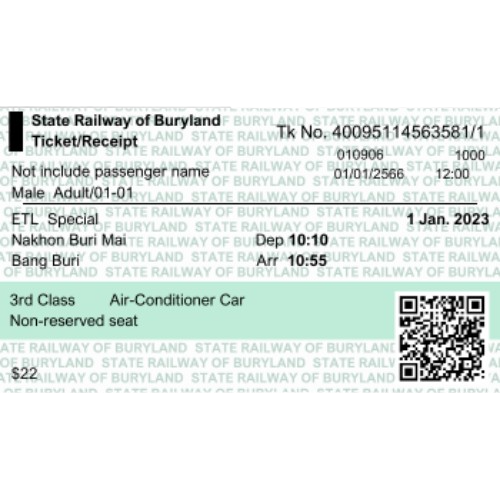 State Railway of Buryland
Ticket/Receipt
Tk No. 40095114563581/1
010906 1000
Not include passenger name 01/01/2566 12:00
Male Adult/01-01
ETL Special 1 Jan. 2023
Nakhon Buri Mai Dep 10:10
Bang Buri Arr 10:55
3rd Class Air-Conditioner Car
Non-reserved seat
$22
STATE RAILWAY OF BURYLAND